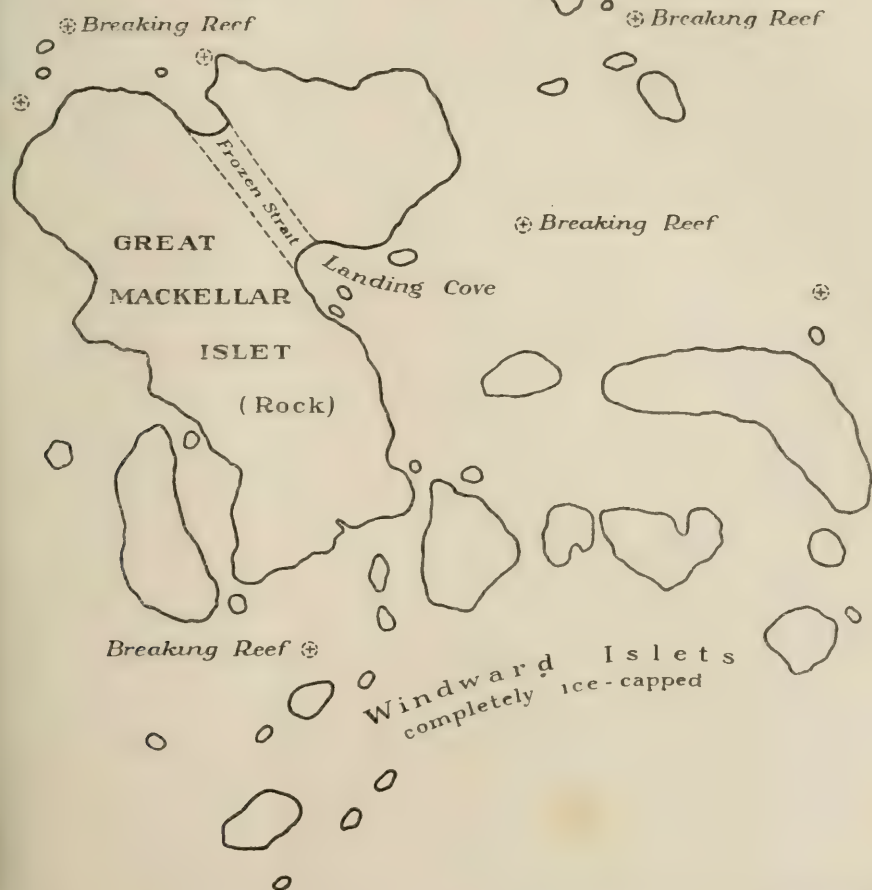 Breaking Reef
Breaking Reef
Frozen Strait
Breaking Reef
GREAT
Landing Cove
MACKELLAR
ISLET
(Rock)
Breaking Reef
Windward Islets
completely ice-capped